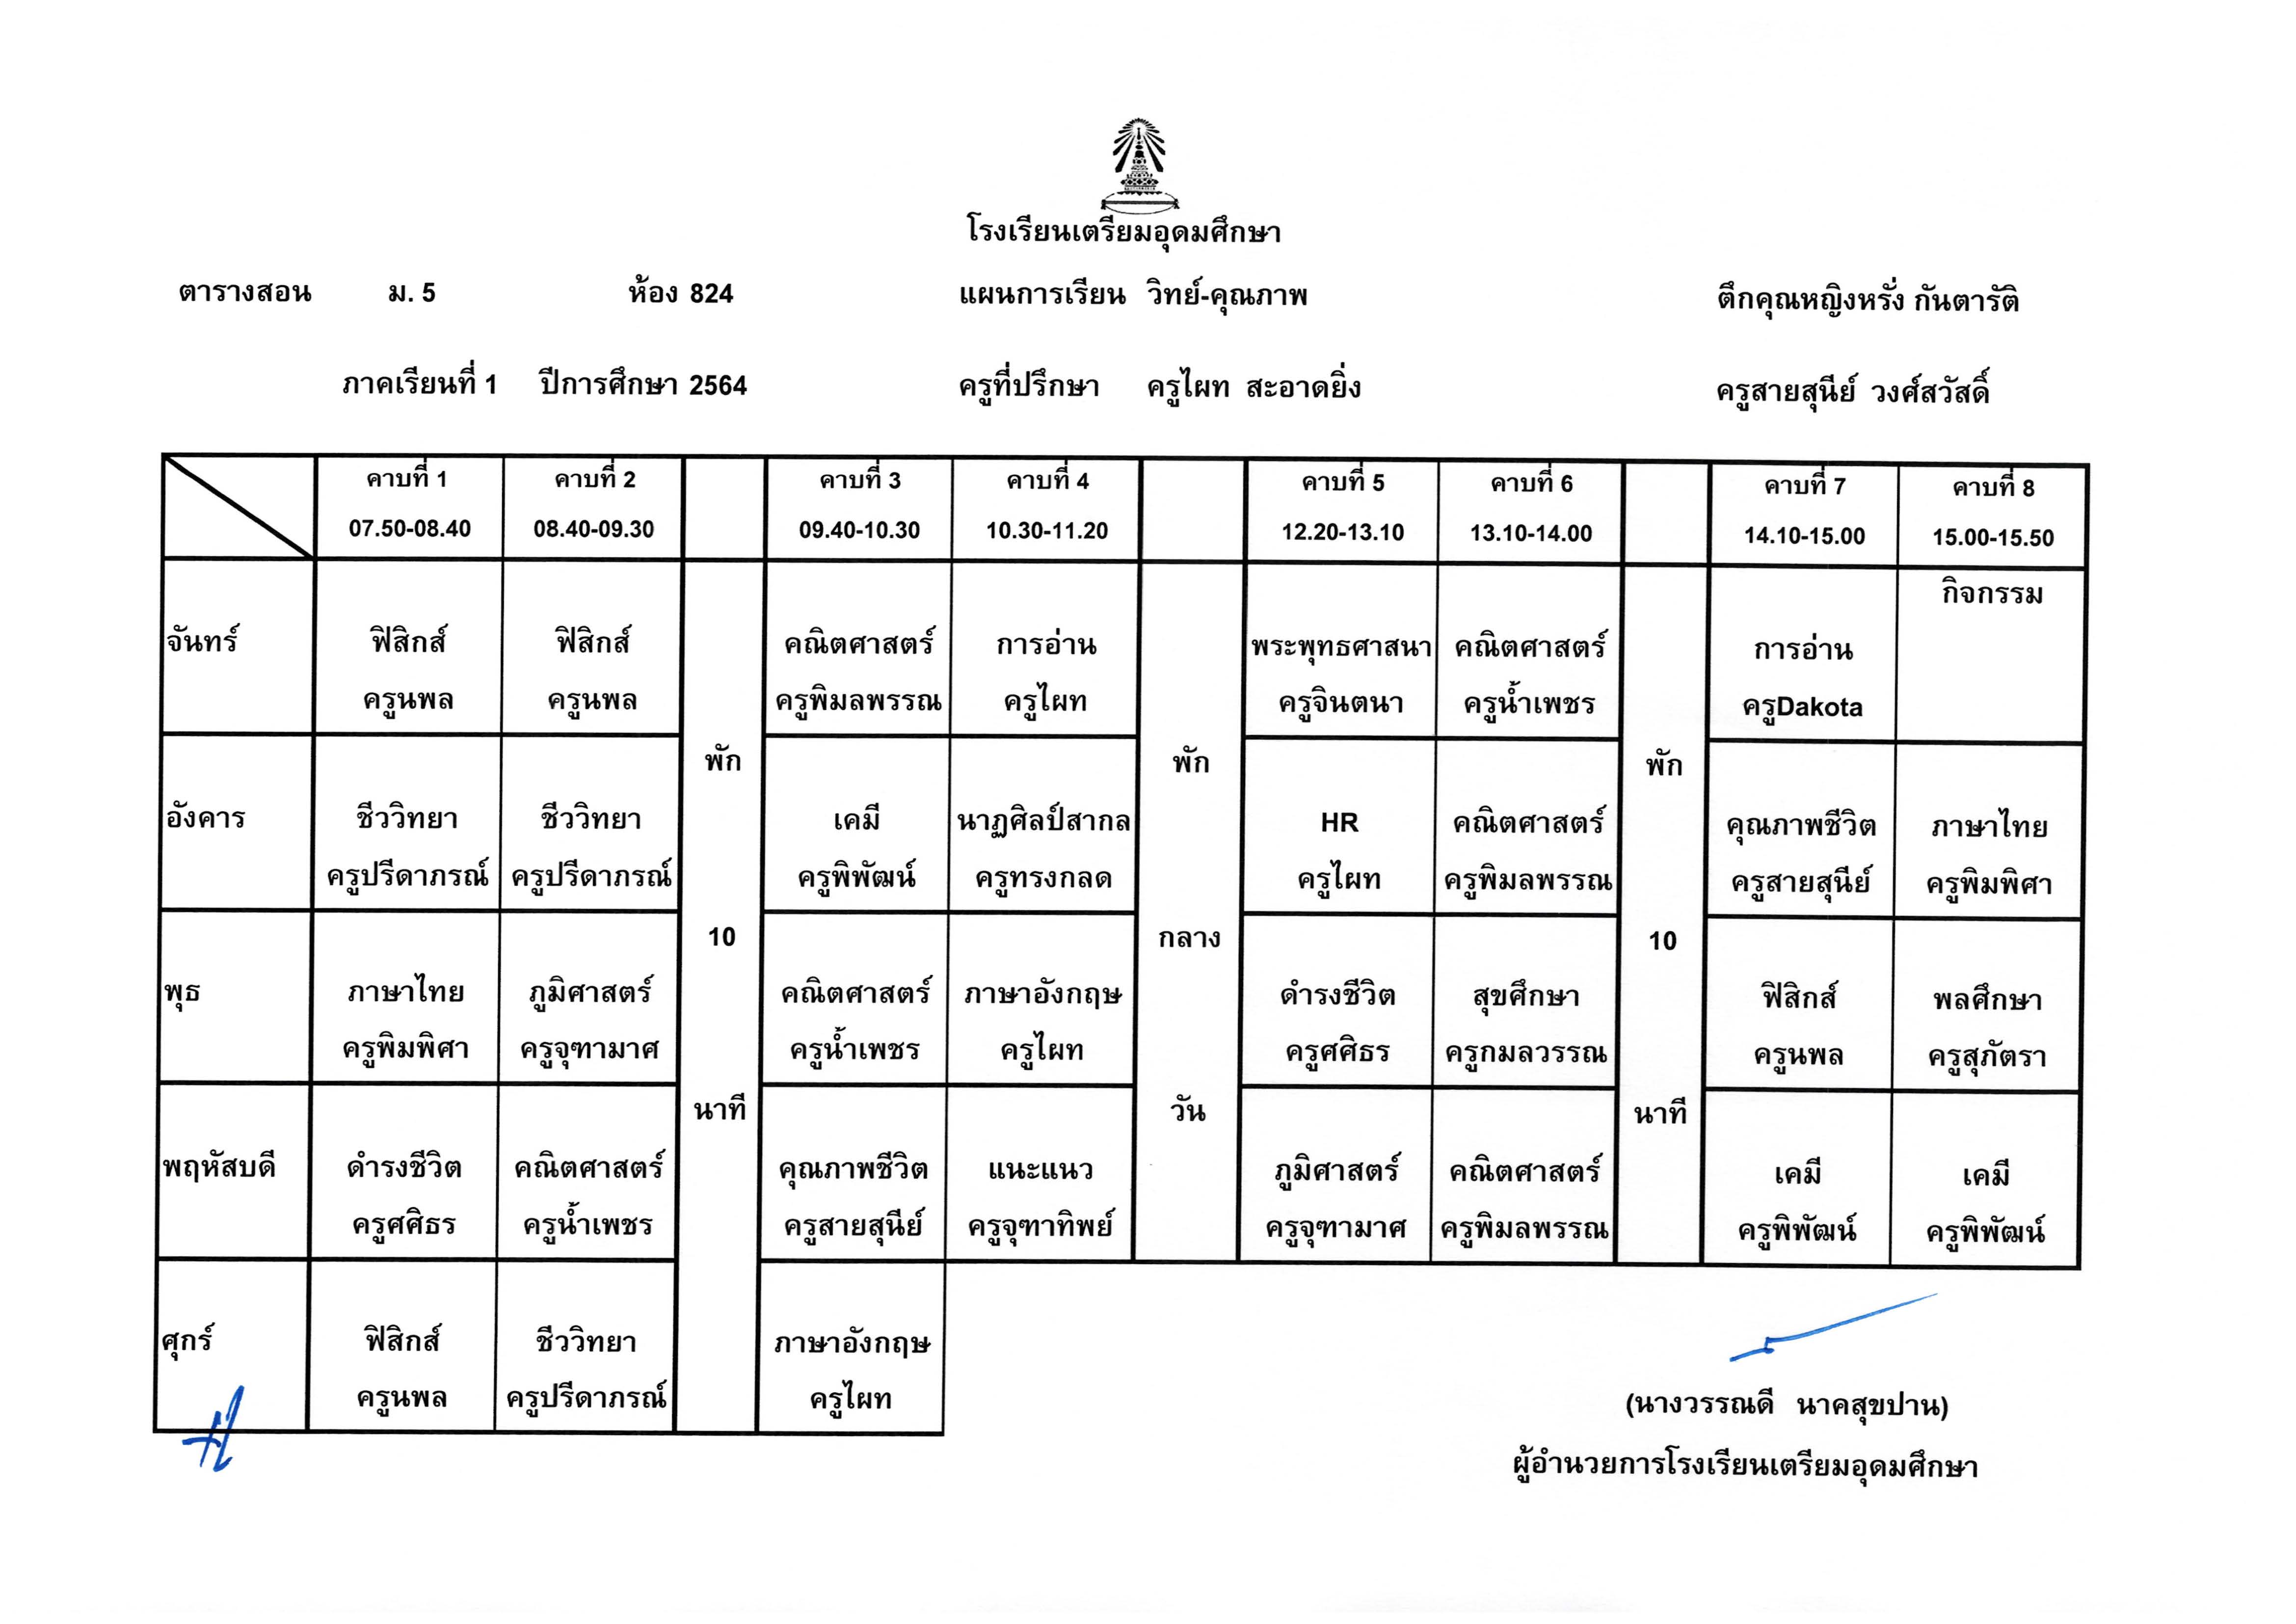 โรงเรียนเตรียมอุดมศึกษา
ตารางสอน ม. 5 ห้อง 824 แผนการเรียน วิทย์-คุณภาพ ตึกคุณหญิงหรั่ง กันตารัติ
ภาคเรียนที่ 1 ปีการศึกษา 2564 ครูที่ปรึกษา ครูไผท สะอาดยิ่ง ครูสายสุนีย์ วงศ์สวัสดิ์
คาบที่ 1 คาบที่ 2 คาบที่ 3 คาบที่ 4 คาบที่ 5 คาบที่ 6 คาบที่ 7 คาบที่ 8
07.50-08.40 08.40-09.30 09.40-10.30 10.30-11.20 12.20-13.10 13.10-14.00 14.10-15.00 15.00-15.50
กิจกรรม
จันทร์ ฟิสิกส์ ฟิสิกส์ คณิตศาสตร์ การอ่าน พระพุทธศาสนา คณิตศาสตร์ การอ่าน
ครูนพล ครูนพล ครูพิมลพรรณ ครูไผท ครูจินตนา ครูน้ำเพชร ครูDakota
พัก พัก พัก
อังคาร ชีววิทยา ชีววิทยา เคมี นาฏศิลป์สากล HR คณิตศาสตร์ คุณภาพชีวิต ภาษาไทย
ครูปรีดาภรณ์ ครูปรีดาภรณ์ ครูพิพัฒน์ ครูทรงกลด ครูไผท ครูพิมลพรรณ ครูสายสุนีย์ ครูพิมพิศา
10 กลาง 10
พุธ ภาษาไทย ภูมิศาสตร์ คณิตศาสตร์ ภาษาอังกฤษ ดำรงชีวิต สุขศึกษา ฟิสิกส์ พลศึกษา
ครูพิมพิศา ครูจุฑามาศ ครูน้ำเพชร ครูไผท ครูศศิธร ครูกมลวรรณ ครูนพล ครูสุภัตรา
นาที วัน นาที
พฤหัสบดี ดำรงชีวิต คณิตศาสตร์ คุณภาพชีวิต แนะแนว ภูมิศาสตร์ คณิตศาสตร์ เคมี เคมี
ครูศศิธร ครูน้ำเพชร ครูสายสุนีย์ ครูจุฑาทิพย์ ครูจุฑามาศ ครูพิมลพรรณ ครูพิพัฒน์ ครูพิพัฒน์
ศุกร์ ฟิสิกส์ ชีววิทยา ภาษาอังกฤษ
ครูนพล ครูปรีดาภรณ์ ครูไผท
(นางวรรณดี นาคสุขปาน)
ผู้อำนวยการโรงเรียนเตรียมอุดมศึกษา